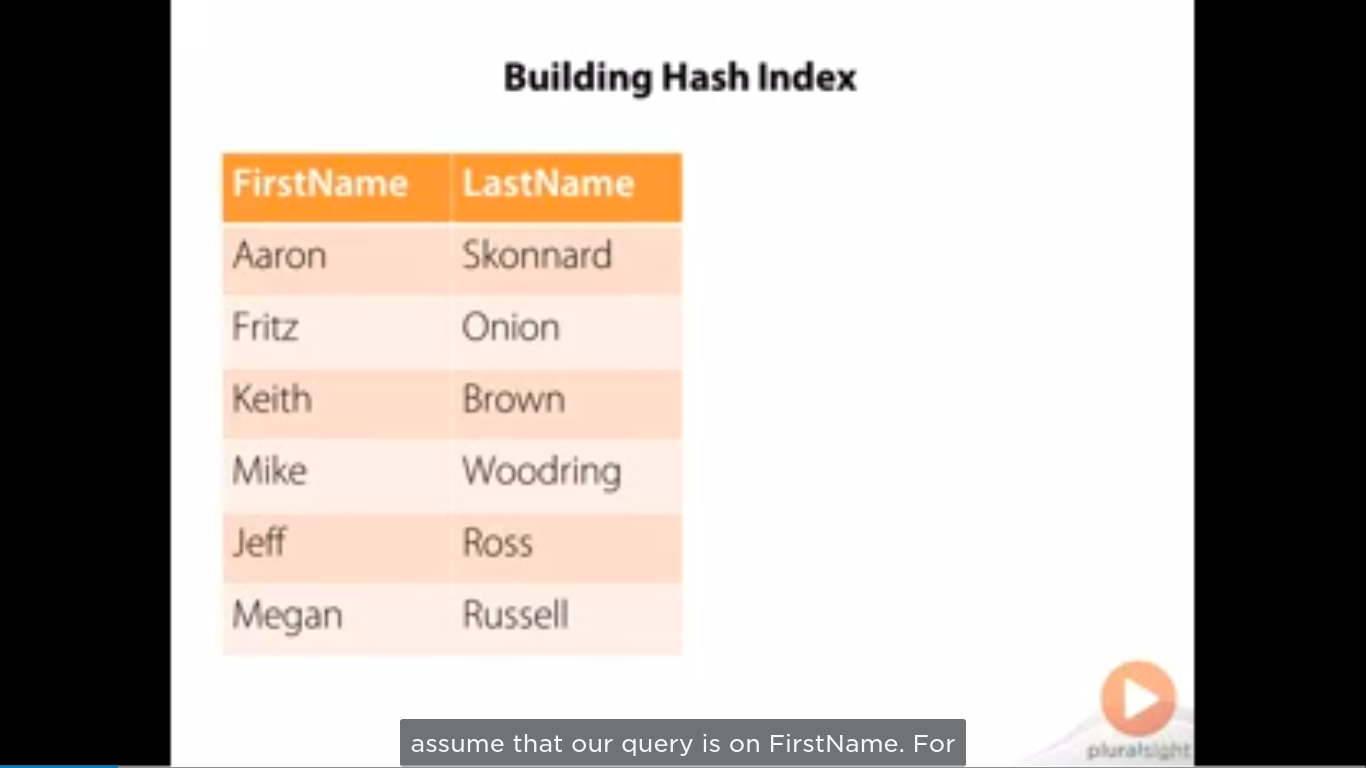 Building Hash Index
FirstName LastName
Aaron Skonnard
Fritz Onion
Keith Brown
Mike Woodring
Jeff Ross
Megan Russell
pluralsight
assume that our query is on FirstName. For